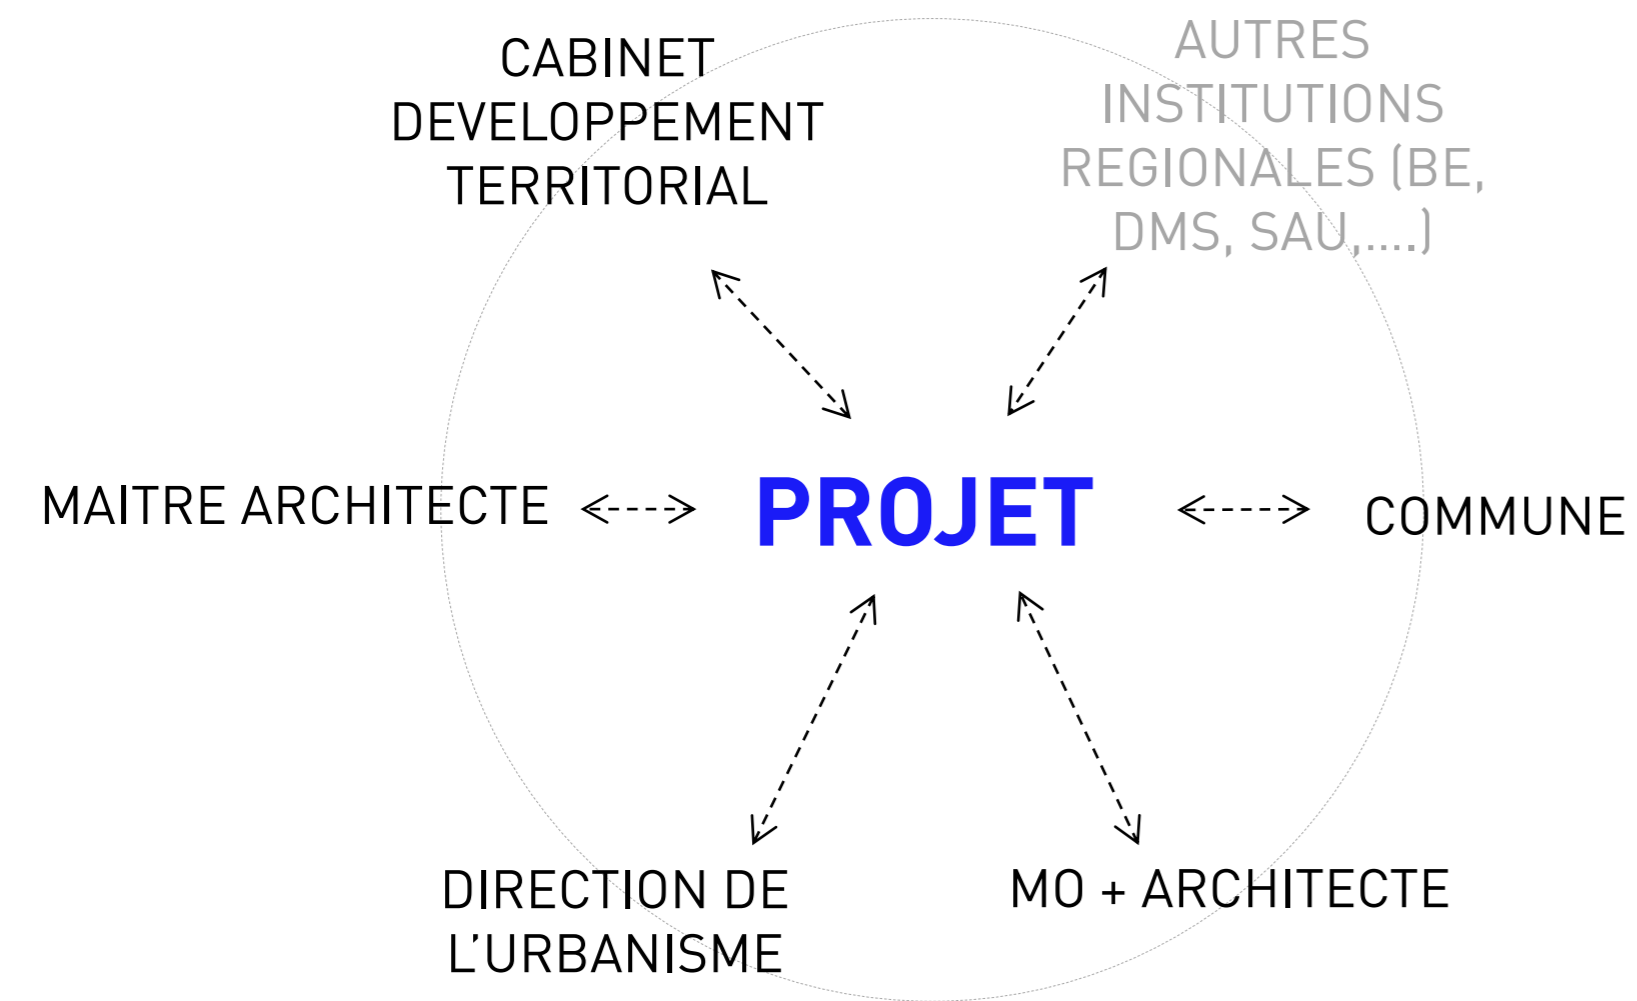 CABINET
DEVELOPPEMENT
TERRITORIAL
AUTRES
INSTITUTIONS
REGIONALES (BE,
DMS, SAU,....)
MAITRE ARCHITECTE
PROJET
COMMUNE
DIRECTION DE
L'URBANISME
MO + ARCHITECTE